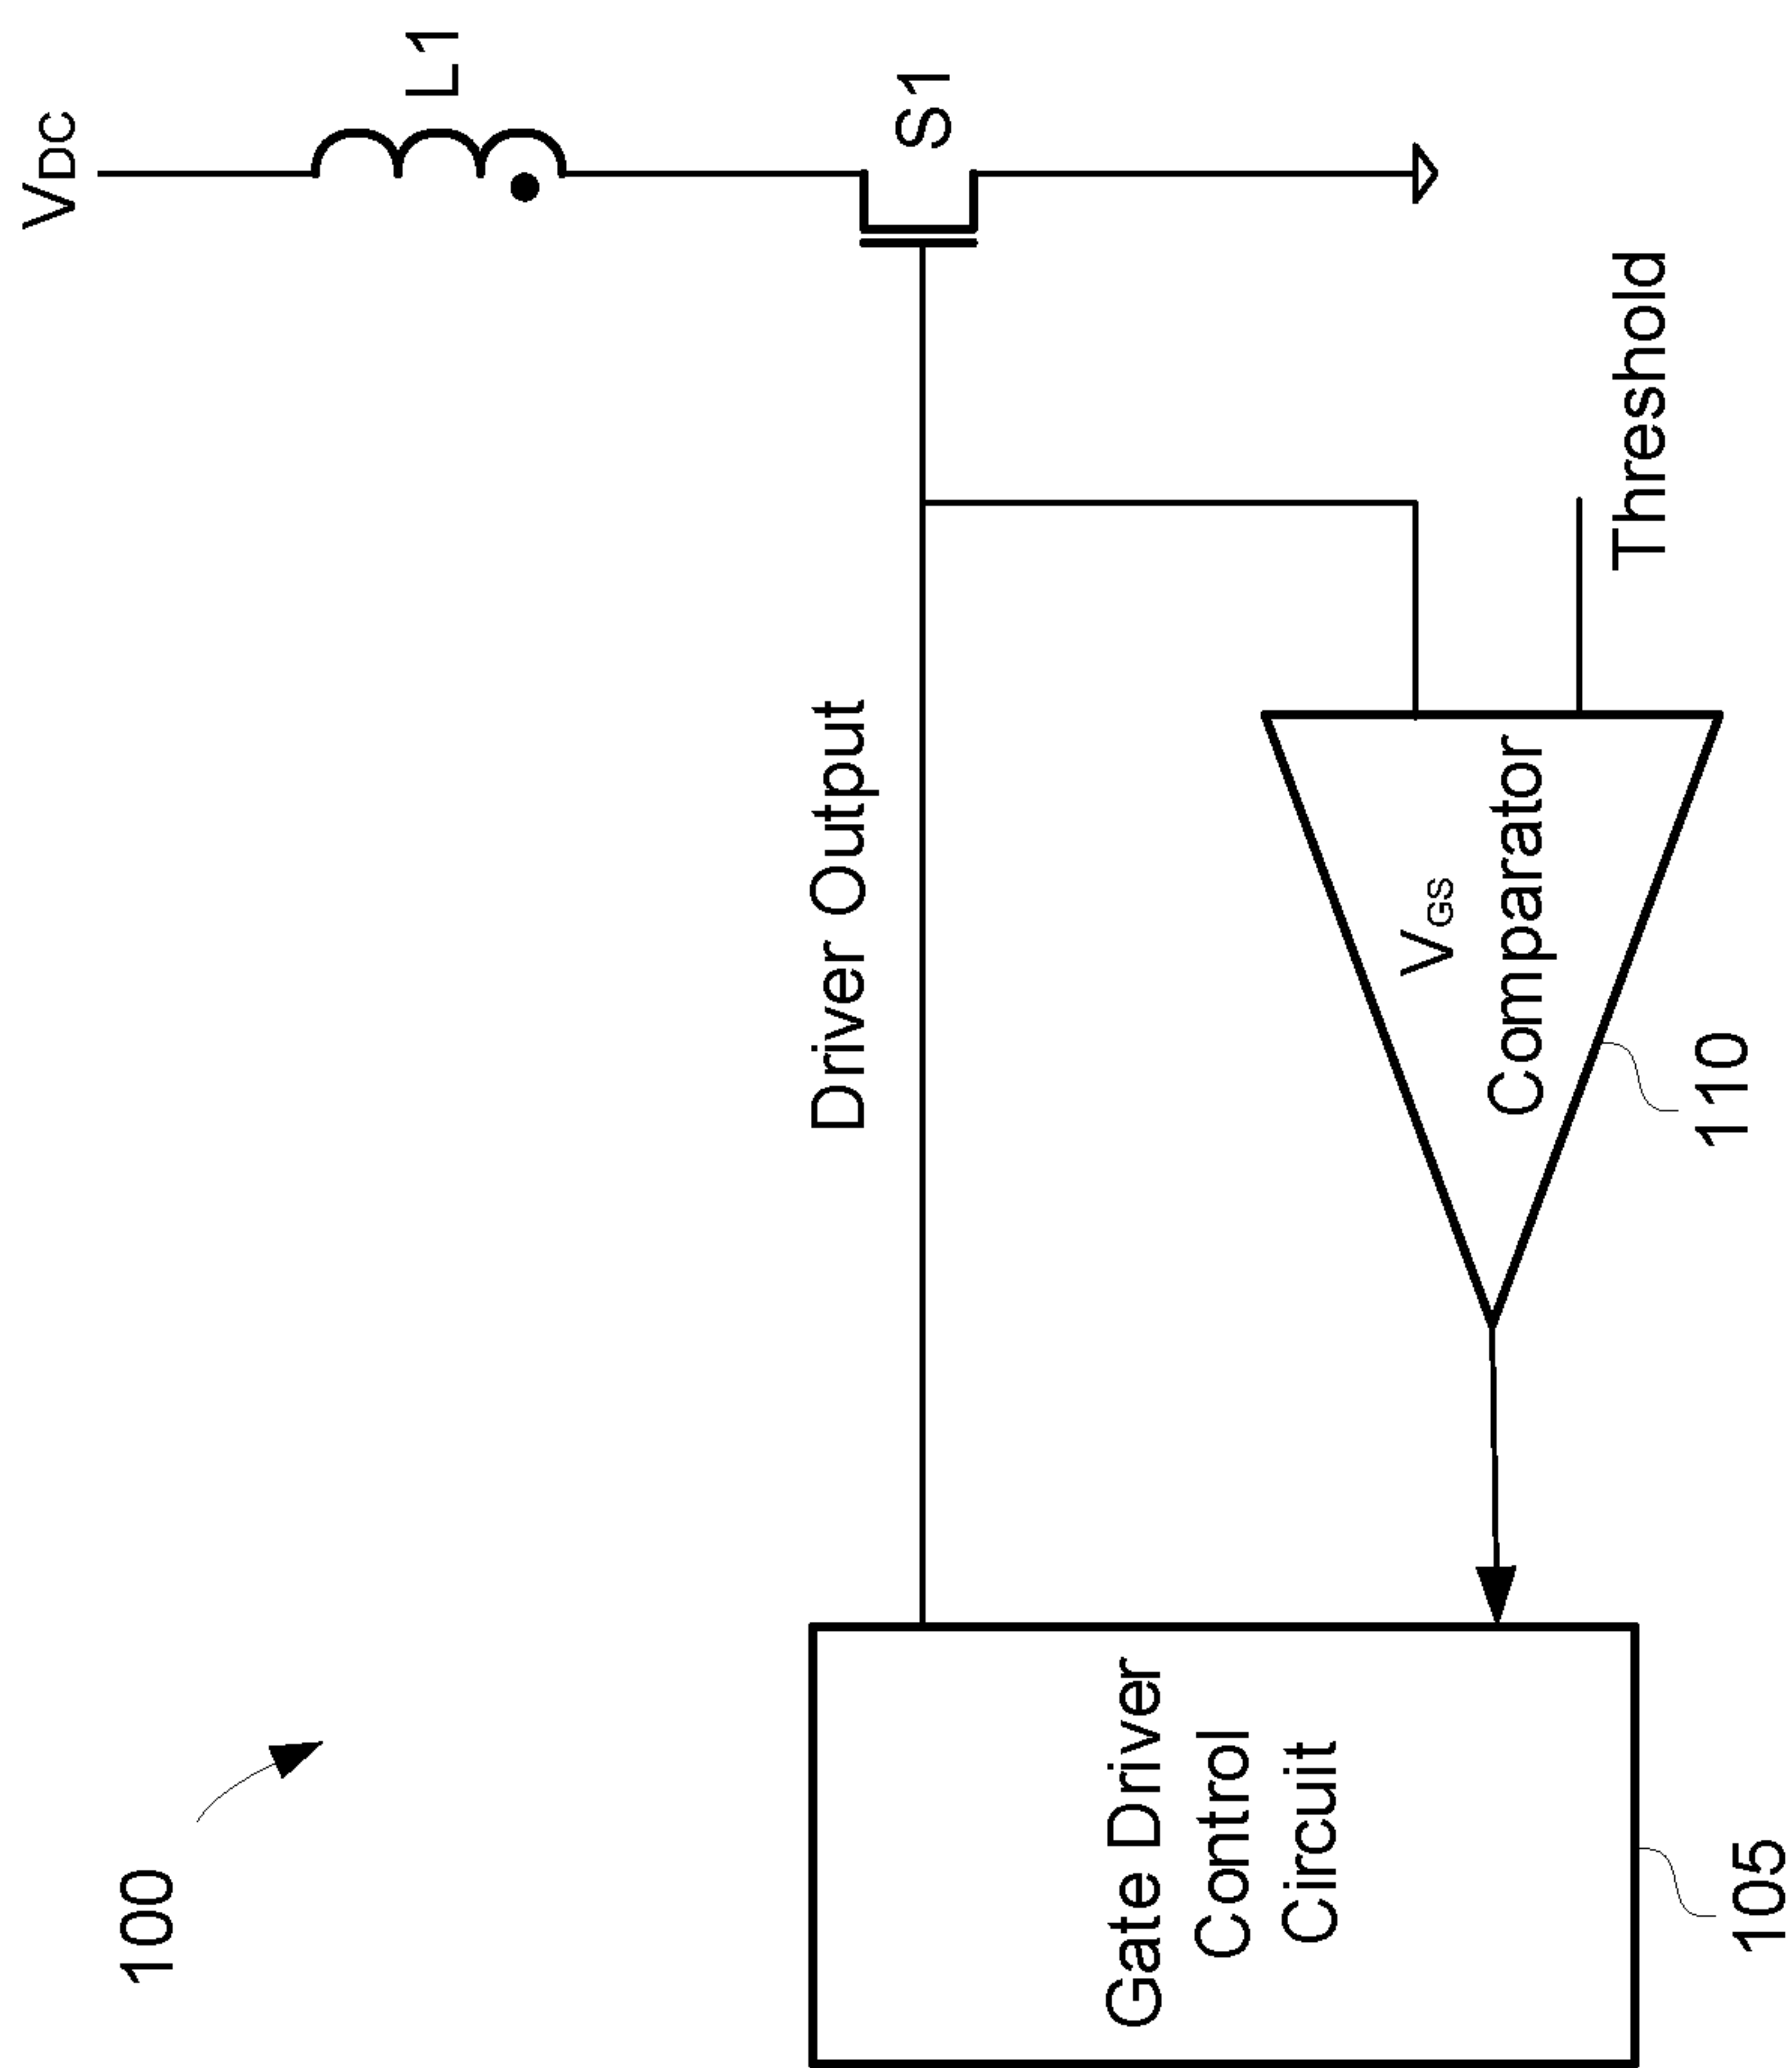 100
VDC
L1
S1
Driver Output
Gate Driver
Control
Circuit
105
VGS
Comparator
110
Threshold